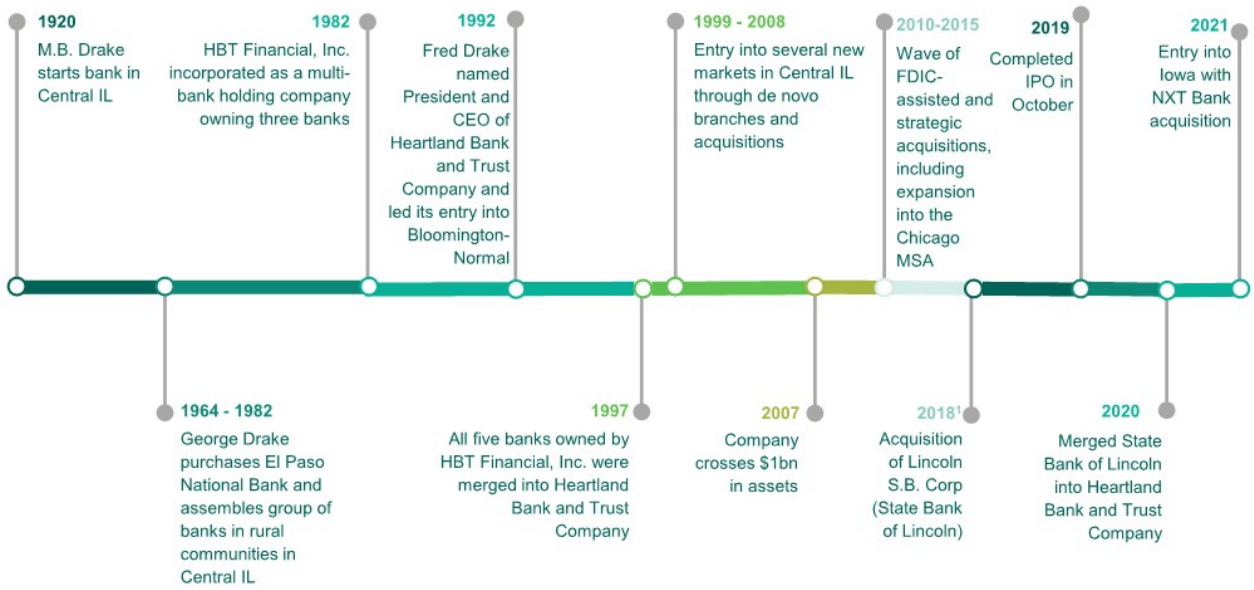 1920
M.B. Drake
starts bank in
Central IL
1964 - 1982
George Drake
purchases El Paso
National Bank and
assembles group of
banks in rural
communities in
Central IL
1982
HBT Financial, Inc.
incorporated as a multi-
bank holding company
owning three banks
1992
Fred Drake
named
President and
CEO of
Heartland Bank
and Trust
Company and
led its entry into
Bloomington-
Normal
1997
All five banks owned by
HBT Financial, Inc. were
merged into Heartland
Bank and Trust
Company
1999 - 2008
Entry into several new
markets in Central IL
through de novo
branches and
acquisitions
2007
Company
crosses $1bn
in assets
2010-2015
Wave of
FDIC-
assisted and
strategic
acquisitions,
including
expansion
into the
Chicago
MSA
2018¹
Acquisition
of Lincoln
S.B. Corp
(State Bank
of Lincoln)
2019
Completed
IPO in
October
2020
Merged State
Bank of Lincoln
into Heartland
Bank and Trust
Company
2021
Entry into
Iowa with
NXT Bank
acquisition